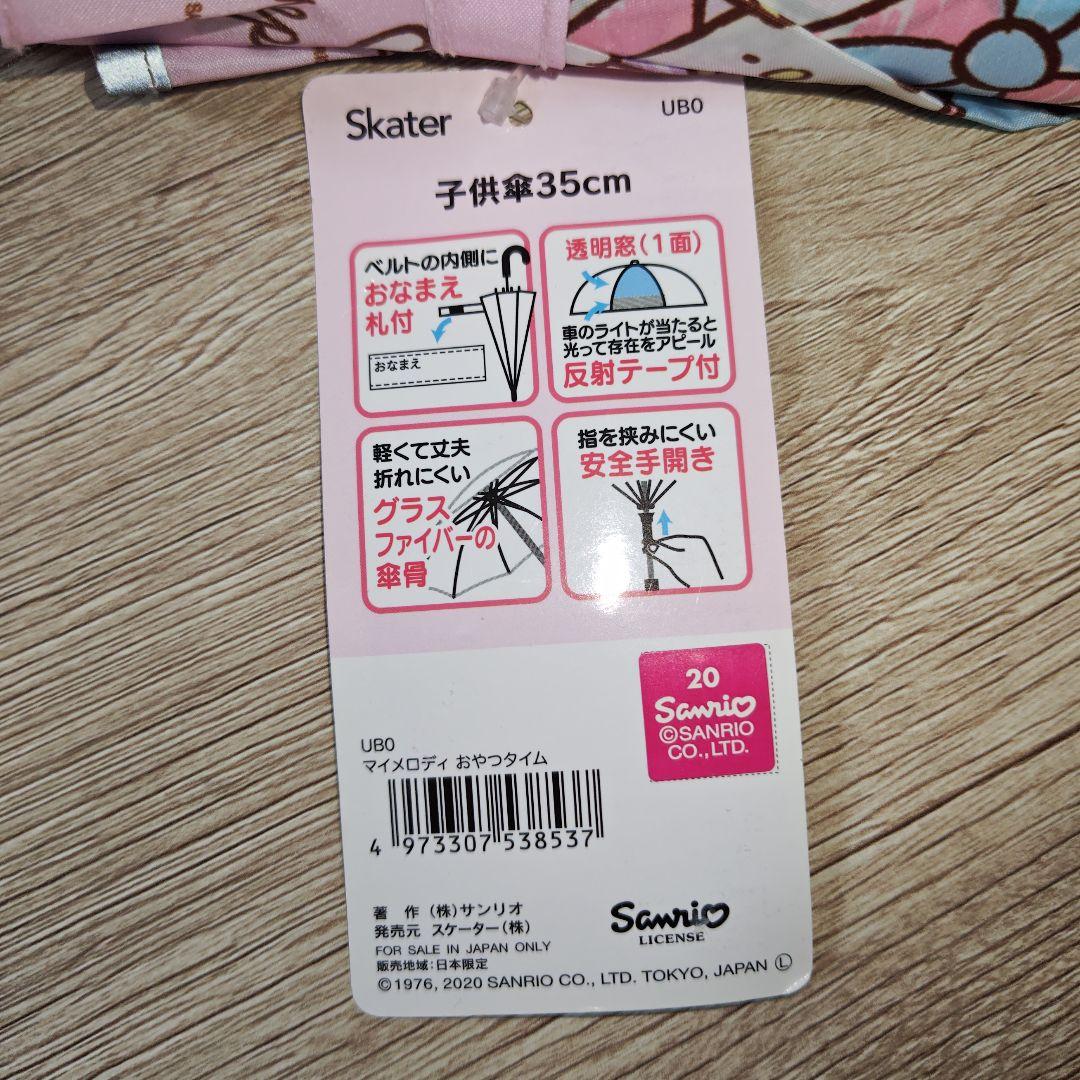 Skater
UB0
子供傘35cm
ベルトの内側に
おなまえ
札付
おなまえ
透明窓(1面)
車のライトが当たると
光って存在をアピール
反射テープ付
軽くて丈夫
折れにくい
グラス
ファイバーの
傘骨
指を挟みにくい
安全手開き
20
Sanrio
©SANRIO
CO.,LTD.
UB0
マイメロディ おやつタイム
4 973307 538537
著 作 (株)サンリオ
発売元 スケーター(株)
FOR SALE IN JAPAN ONLY
販売地域:日本限定
©1976, 2020 SANRIO CO., LTD. TOKYO, JAPAN Ⓛ
Sanrio
LICENSE